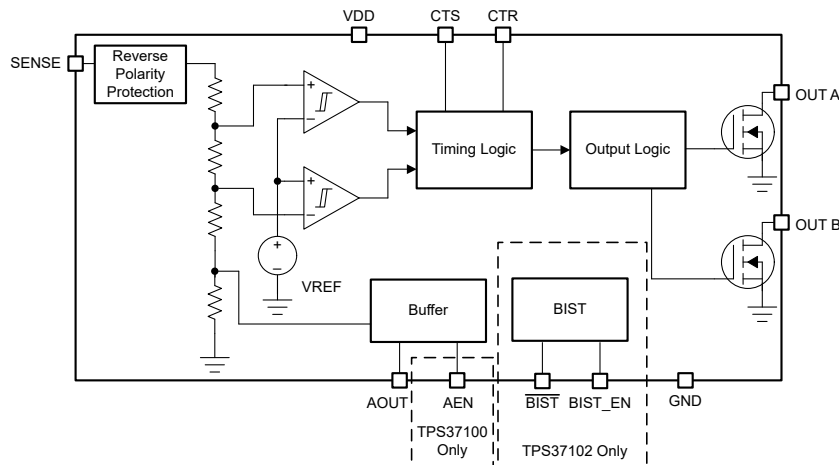 VDD
CTS
CTR
SENSE
Reverse
Polarity
Protection
OUT A
+
−
Timing Logic
Output Logic
+
−
OUT B
+
−
VREF
Buffer
BIST
AOUT
AEN
BIST
BIST_EN
GND
TPS37100
Only
TPS37102 Only